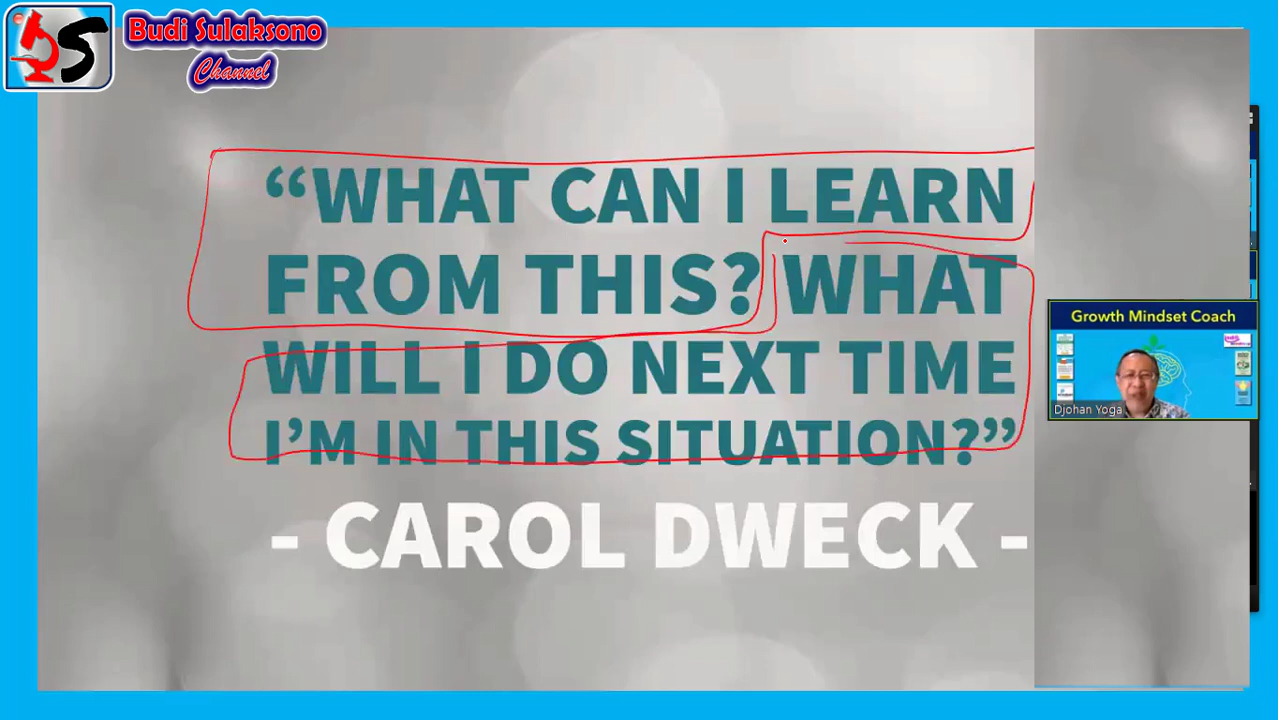 Budi Sulaksono
Channel
“WHAT CAN I LEARN
FROM THIS? WHAT
WILL I DO NEXT TIME
I’M IN THIS SITUATION?”
- CAROL DWECK -
Growth Mindset Coach
Djohan Yoga